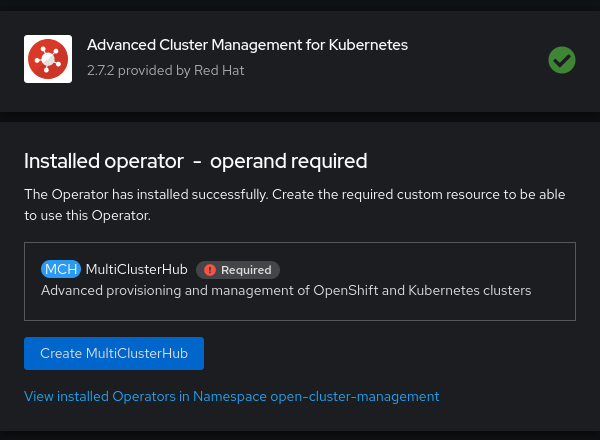 Advanced Cluster Management for Kubernetes
2.7.2 provided by Red Hat
Installed operator - operand required
The Operator has installed successfully. Create the required custom resource to be able
to use this Operator.
MCH MultiClusterHub ! Required
Advanced provisioning and management of OpenShift and Kubernetes clusters
Create MultiClusterHub
View installed Operators in Namespace open-cluster-management